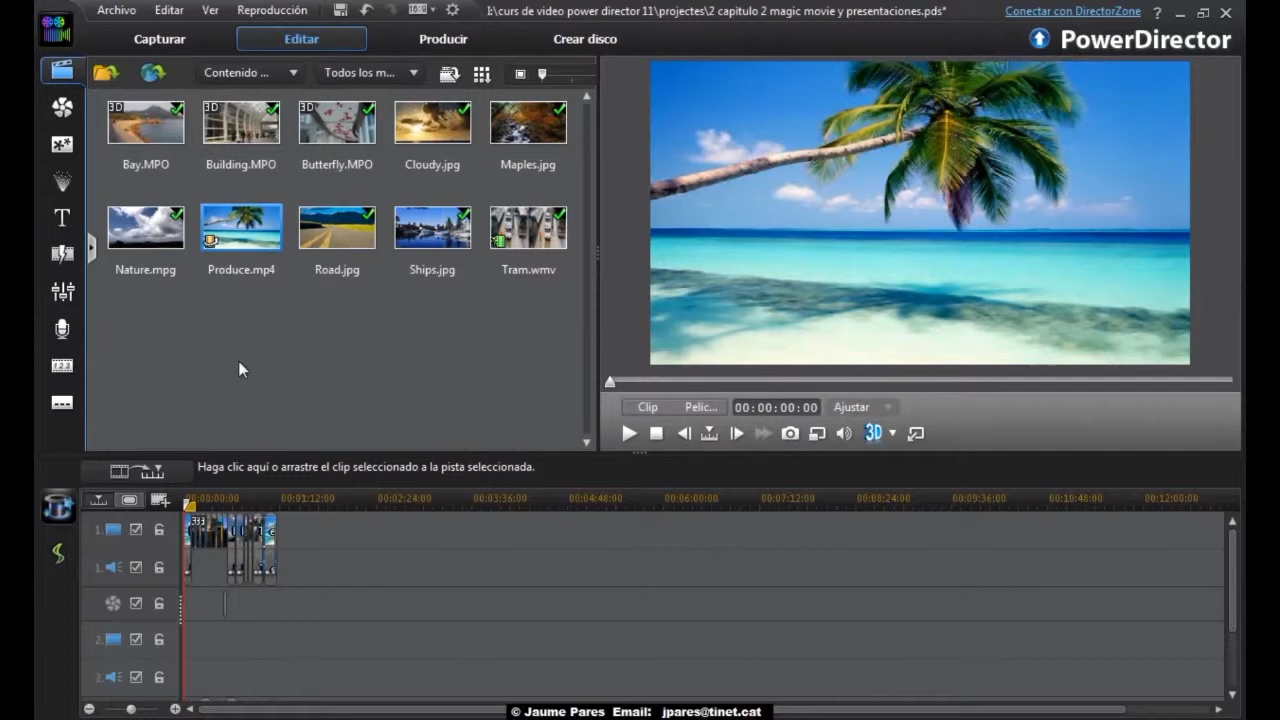 Archivo Editar Ver Reproducción I:\curs de video power director 11\projectes\2 capitulo 2 magic movie y presentaciones.pds* Conectar con DirectorZone ?
Capturar Editar Producir Crear disco PowerDirector
Contenido ... Todos los m...
3D 3D 3D
Bay.MPO Building.MPO Butterfly.MPO Cloudy.jpg Maples.jpg
Nature.mpg Produce.mp4 Road.jpg Ships.jpg Tram.wmv
Clip Pelíc... 00:00:00:00 Ajustar
3D
Haga clic aquí o arrastre el clip seleccionado a la pista seleccionada.
00:00:00:00 00:01:12:00 00:02:24:00 00:03:36:00 00:04:48:00 00:06:00:00 00:07:12:00 00:08:24:00 00:09:36:00 00:10:48:00 00:12:00:00
1.
1.
2.
2.
© Jaume Pares Email: jpares@tinet.cat